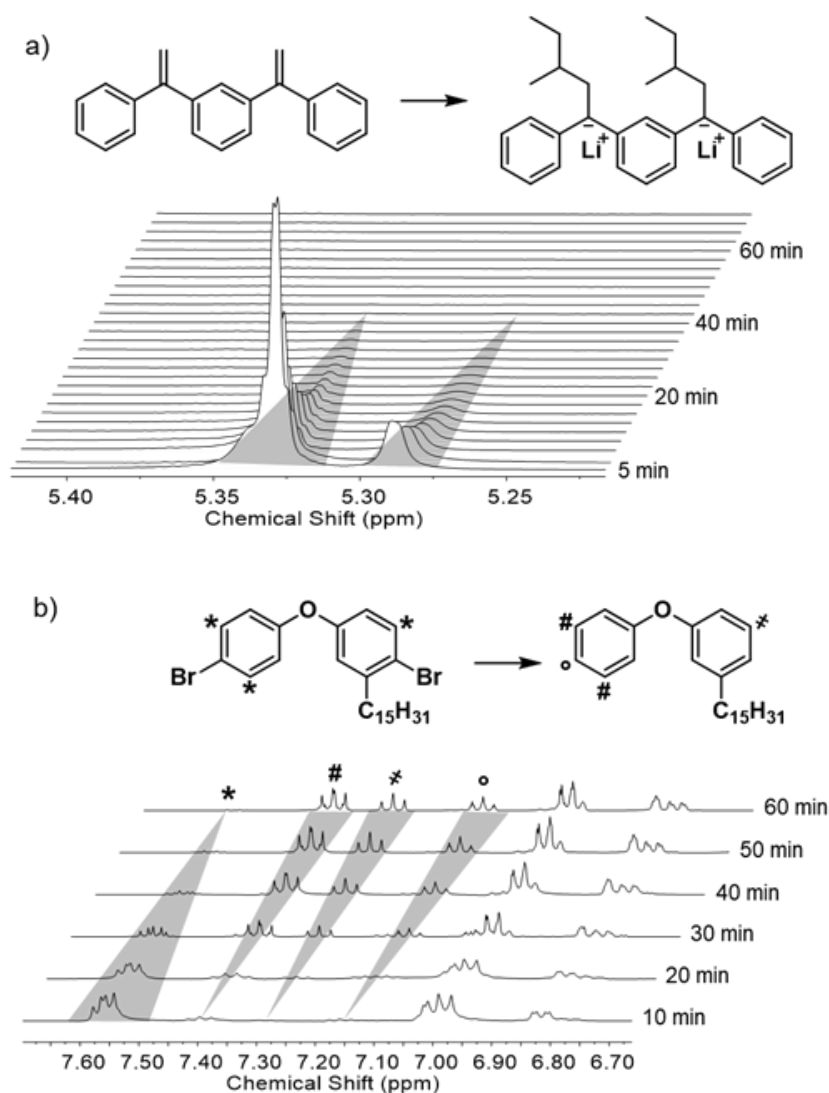 a)
Li+ Li+
60 min
40 min
20 min
5 min
5.40 5.35 5.30 5.25
Chemical Shift (ppm)
b)
* O *
Br Br
C15H31
# O ҂
° #
C15H31
* # ҂ °
60 min
50 min
40 min
30 min
20 min
10 min
7.60 7.50 7.40 7.30 7.20 7.10 7.00 6.90 6.80 6.70
Chemical Shift (ppm)